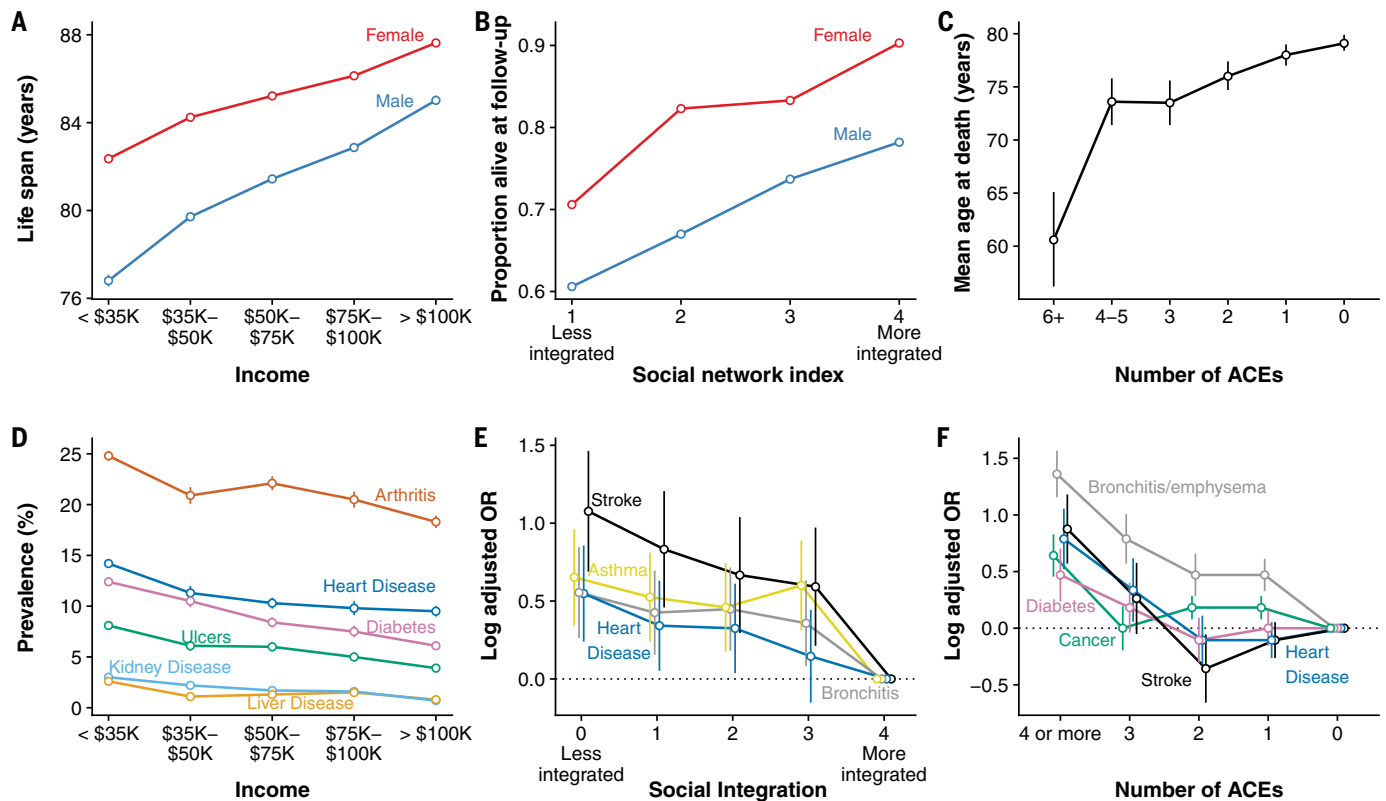 A
Life span (years)
88
84
80
76
Female
Male
< $35K
$35K–
$50K
$50K–
$75K
$75K–
$100K
> $100K
Income
B
Proportion alive at follow-up
0.9
0.8
0.7
0.6
Female
Male
1
2
3
4
Less
integrated
More
integrated
Social network index
C
Mean age at death (years)
80
75
70
65
60
6+
4–5
3
2
1
0
Number of ACEs
D
Prevalence (%)
25
20
15
10
5
0
Arthritis
Heart Disease
Diabetes
Ulcers
Kidney Disease
Liver Disease
< $35K
$35K–
$50K
$50K–
$75K
$75K–
$100K
> $100K
Income
E
Log adjusted OR
1.5
1.0
0.5
0.0
Stroke
Asthma
Heart
Disease
Bronchitis
0
1
2
3
4
Less
integrated
More
integrated
Social Integration
F
Log adjusted OR
1.5
1.0
0.5
0.0
−0.5
Bronchitis/emphysema
Diabetes
Cancer
Stroke
Heart
Disease
4 or more
3
2
1
0
Number of ACEs